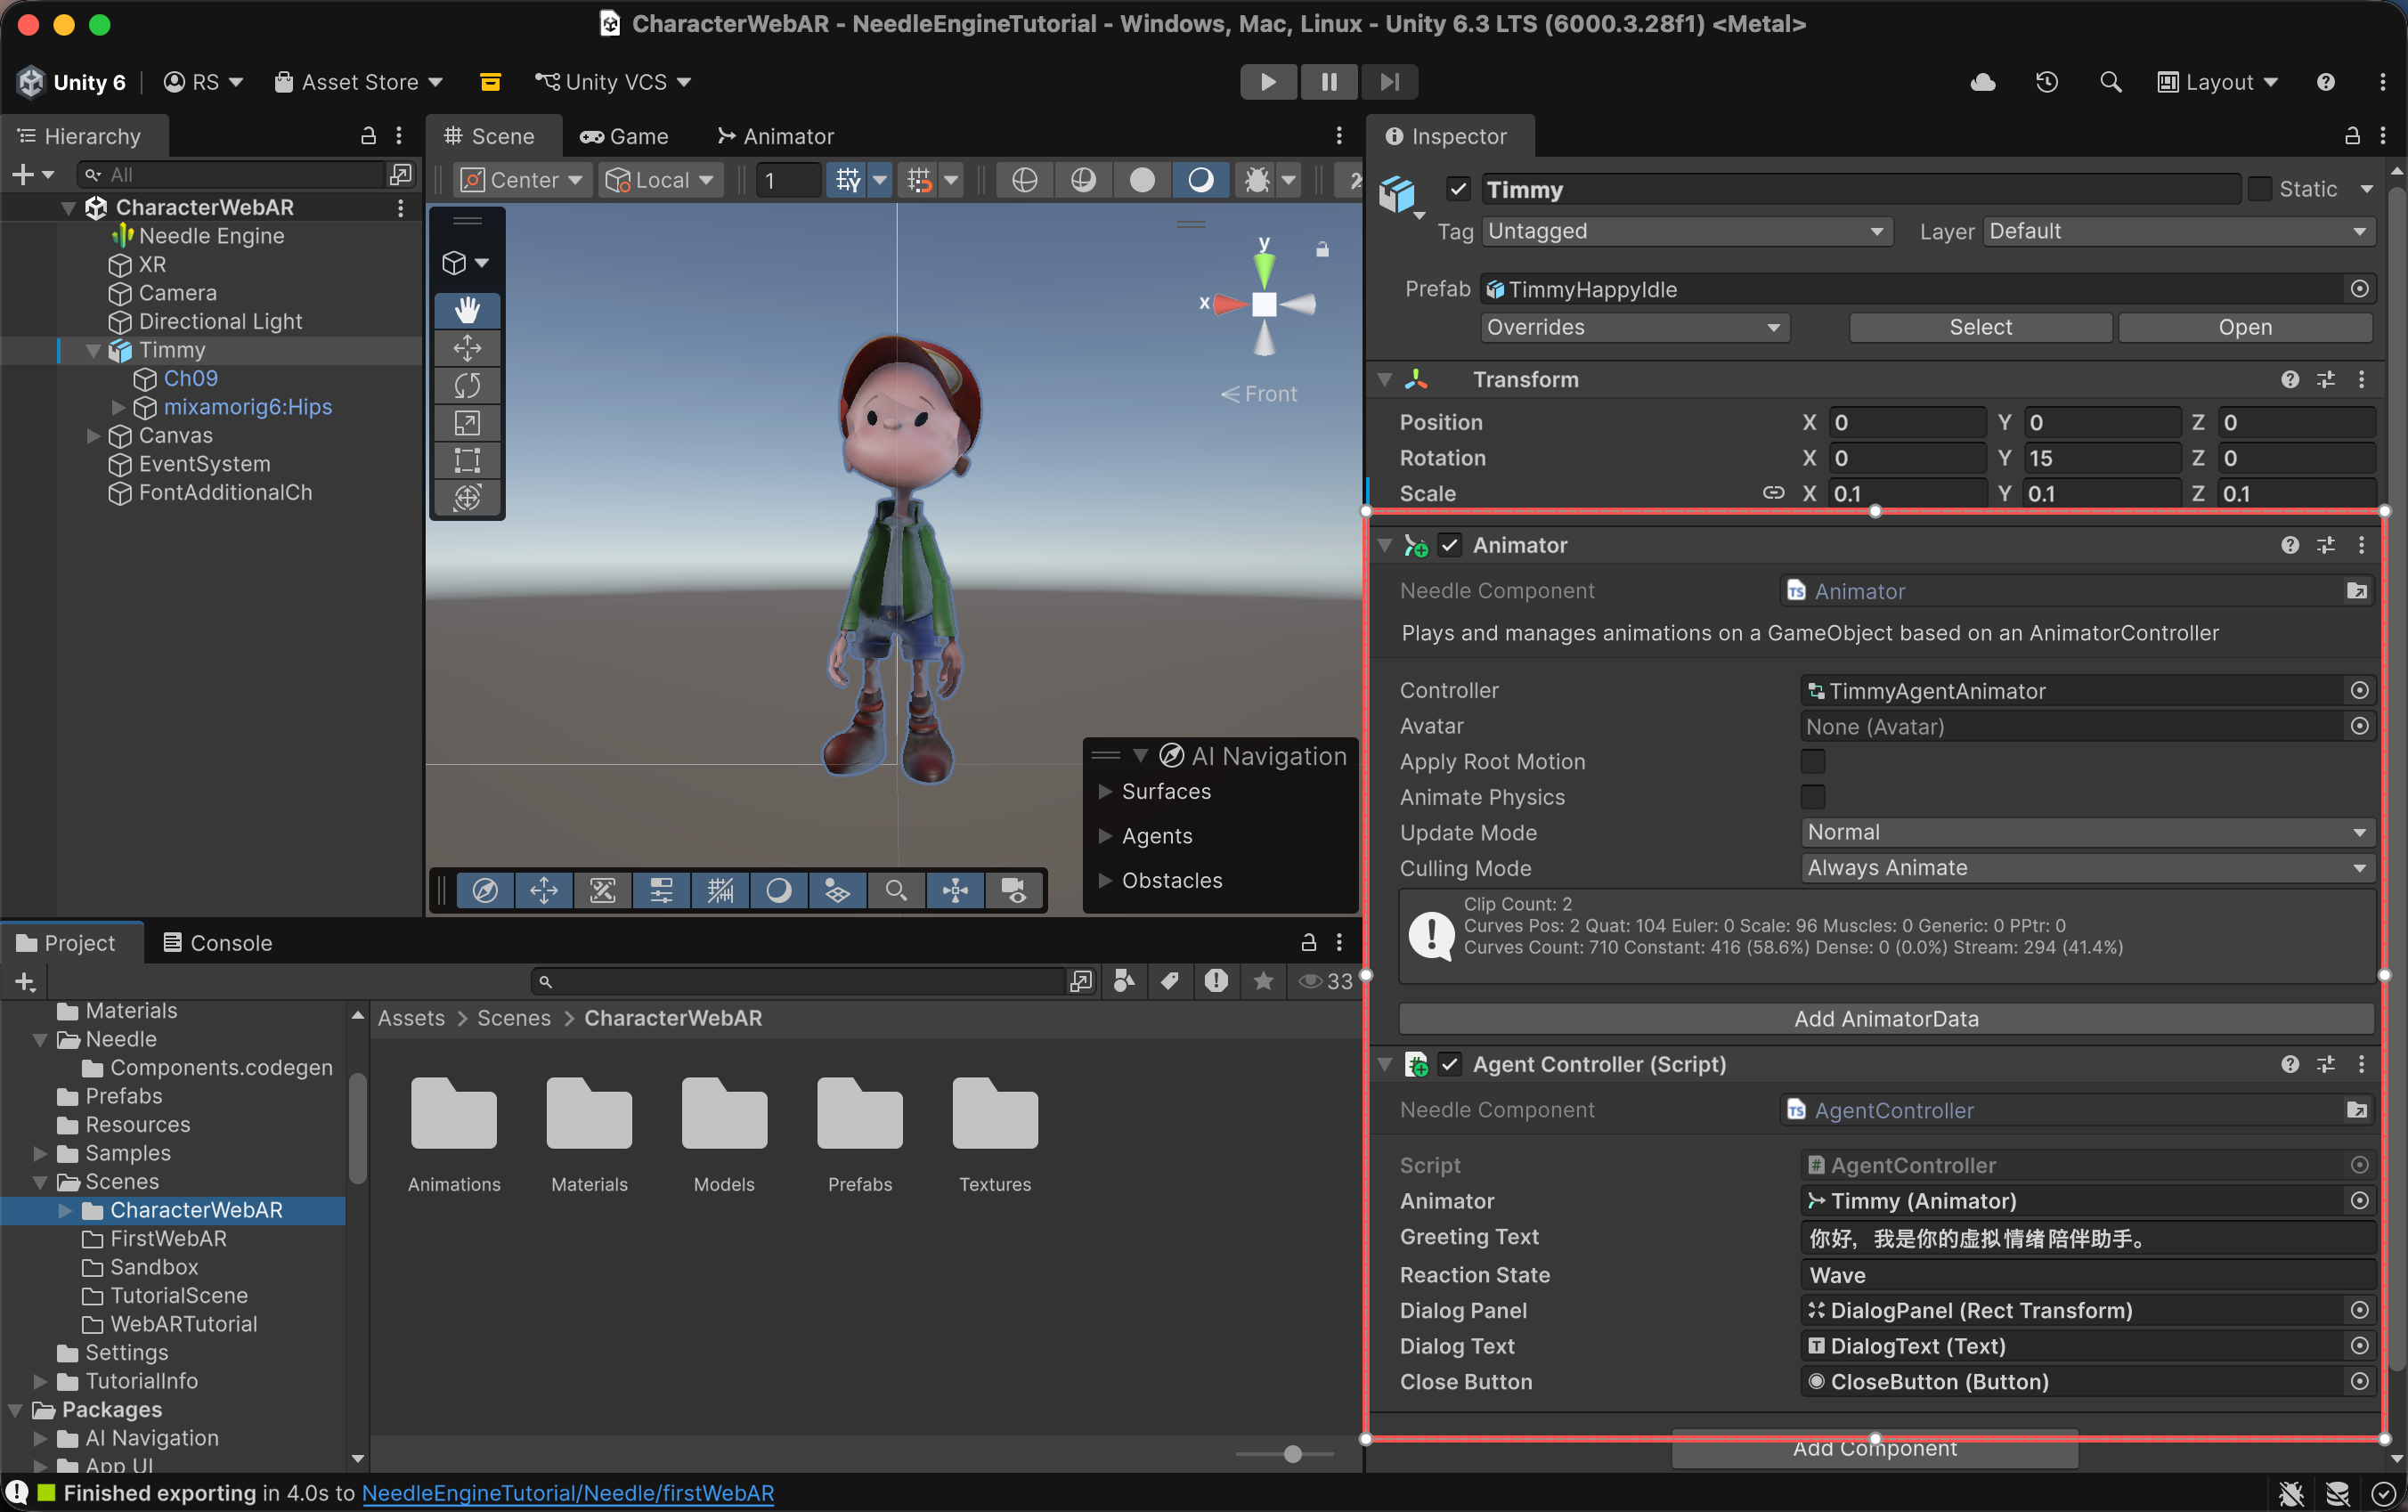 CharacterWebAR - NeedleEngineTutorial - Windows, Mac, Linux - Unity 6.3 LTS (6000.3.28f1) <Metal>
Unity 6 RS Asset Store Unity VCS Layout
Hierarchy
All
CharacterWebAR
Needle Engine
XR
Camera
Directional Light
Timmy
Ch09
mixamorig6:Hips
Canvas
EventSystem
FontAdditionalCh
Scene Game Animator
Center Local 1
y
x
Front
AI Navigation
Surfaces
Agents
Obstacles
Inspector
Timmy Static
Tag Untagged Layer Default
Prefab TimmyHappyIdle
Overrides Select Open
Transform
Position X 0 Y 0 Z 0
Rotation X 0 Y 15 Z 0
Scale X 0.1 Y 0.1 Z 0.1
Animator
Needle Component TS Animator
Plays and manages animations on a GameObject based on an AnimatorController
Controller TimmyAgentAnimator
Avatar None (Avatar)
Apply Root Motion
Animate Physics
Update Mode Normal
Culling Mode Always Animate
Clip Count: 2
Curves Pos: 2 Quat: 104 Euler: 0 Scale: 96 Muscles: 0 Generic: 0 PPtr: 0
Curves Count: 710 Constant: 416 (58.6%) Dense: 0 (0.0%) Stream: 294 (41.4%)
Add AnimatorData
Agent Controller (Script)
Needle Component TS AgentController
Script # AgentController
Animator Timmy (Animator)
Greeting Text 你好，我是你的虚拟情绪陪伴助手。
Reaction State Wave
Dialog Panel DialogPanel (Rect Transform)
Dialog Text T DialogText (Text)
Close Button CloseButton (Button)
Add Component
Project Console
33
Materials
Needle
Components.codegen
Prefabs
Resources
Samples
Scenes
CharacterWebAR
FirstWebAR
Sandbox
TutorialScene
WebARTutorial
Settings
TutorialInfo
Packages
AI Navigation
App UI
Assets > Scenes > CharacterWebAR
Animations Materials Models Prefabs Textures
Finished exporting in 4.0s to NeedleEngineTutorial/Needle/firstWebAR